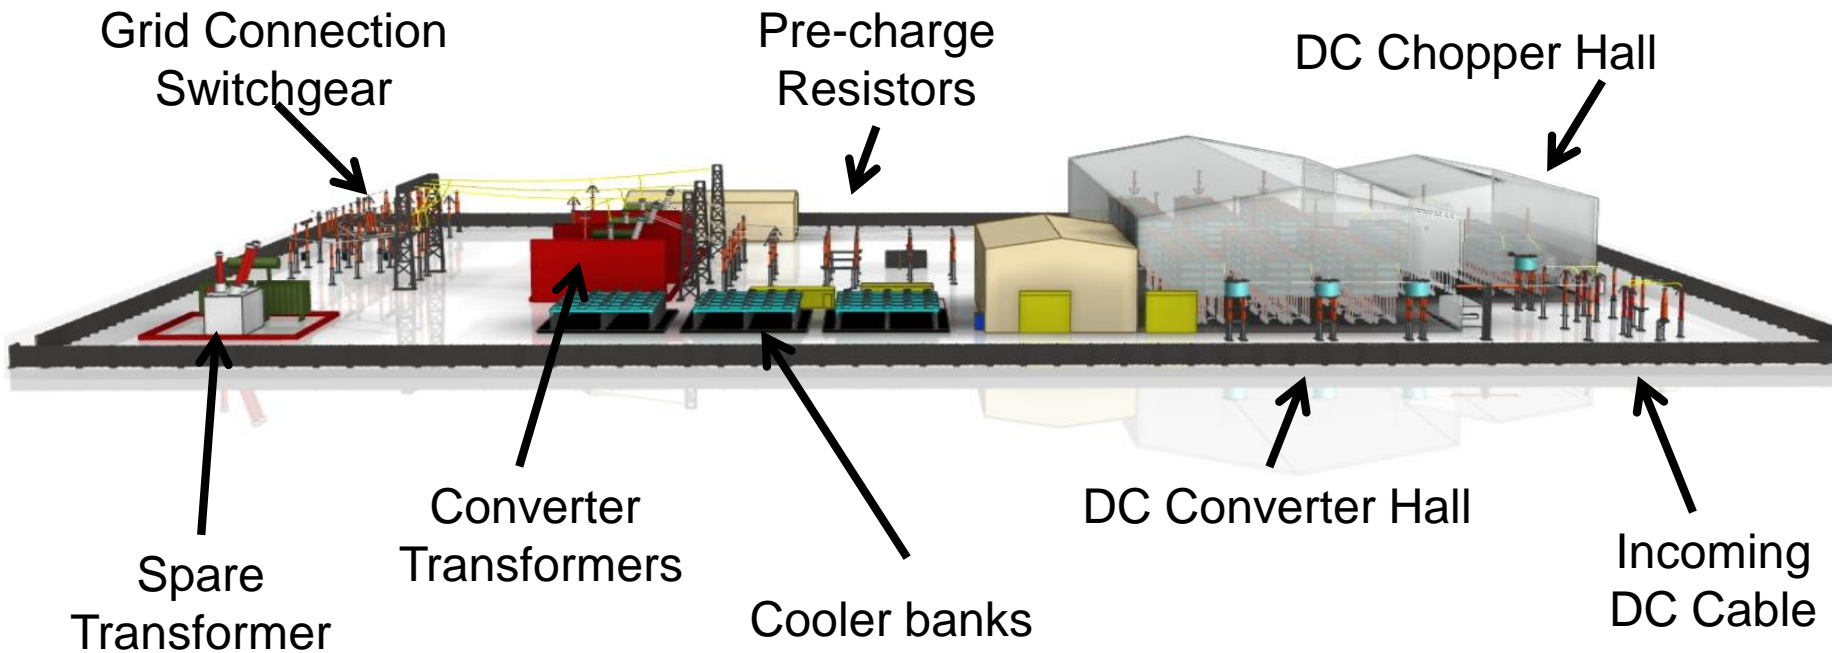 Grid Connection
Switchgear
Pre-charge
Resistors
DC Chopper Hall
Converter
Transformers
DC Converter Hall
Spare
Transformer
Cooler banks
Incoming
DC Cable